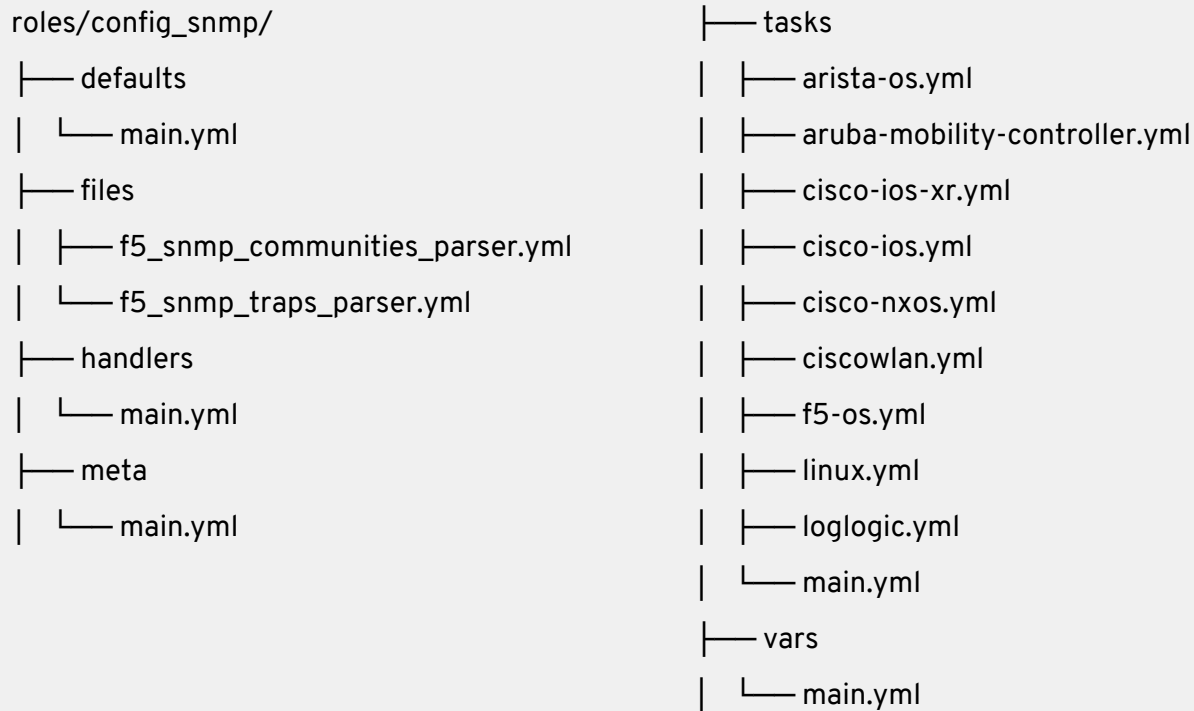 roles/config_snmp/
├── defaults
│ └── main.yml
├── files
│ ├── f5_snmp_communities_parser.yml
│ └── f5_snmp_traps_parser.yml
├── handlers
│ └── main.yml
├── meta
│ └── main.yml
├── tasks
│ ├── arista-os.yml
│ ├── aruba-mobility-controller.yml
│ ├── cisco-ios-xr.yml
│ ├── cisco-ios.yml
│ ├── cisco-nxos.yml
│ ├── ciscowlan.yml
│ ├── f5-os.yml
│ ├── linux.yml
│ ├── loglogic.yml
│ └── main.yml
├── vars
│ └── main.yml